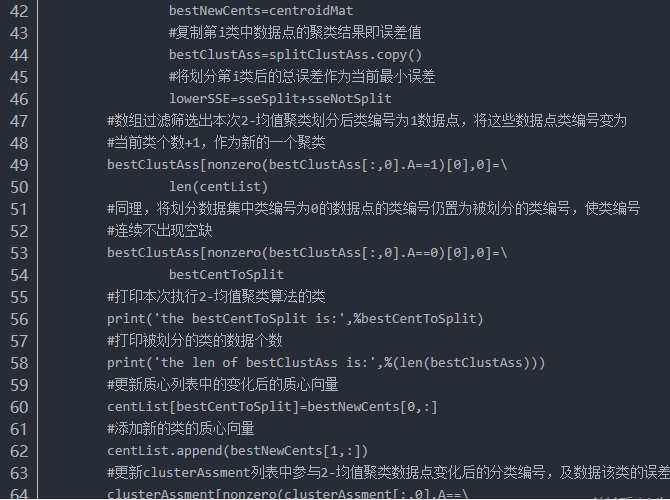 42 bestNewCents=centroidMat
43 #复制第i类中数据点的聚类结果即误差值
44 bestClustAss=splitClustAss.copy()
45 #将划分第i类后的总误差作为当前最小误差
46 lowerSSE=sseSplit+sseNotSplit
47 #数组过滤筛选出本次2-均值聚类划分后类编号为1数据点，将这些数据点类编号变为
48 #当前类个数+1，作为新的一个聚类
49 bestClustAss[nonzero(bestClustAss[:,0].A==1)[0],0]=\
50 len(centList)
51 #同理，将划分数据集中类编号为0的数据点的类编号仍置为被划分的类编号，使类编号
52 #连续不出现空缺
53 bestClustAss[nonzero(bestClustAss[:,0].A==0)[0],0]=\
54 bestCentToSplit
55 #打印本次执行2-均值聚类算法的类
56 print('the bestCentToSplit is:',%bestCentToSplit)
57 #打印被划分的类的数据个数
58 print('the len of bestClustAss is:',%(len(bestClustAss)))
59 #更新质心列表中的变化后的质心向量
60 centList[bestCentToSplit]=bestNewCents[0,:]
61 #添加新的类的质心向量
62 centList.append(bestNewCents[1,:])
63 #更新clusterAssment列表中参与2-均值聚类数据点变化后的分类编号，及数据该类的误差
64 clusterAssment[nonzero(clusterAssment[:,0].A==\